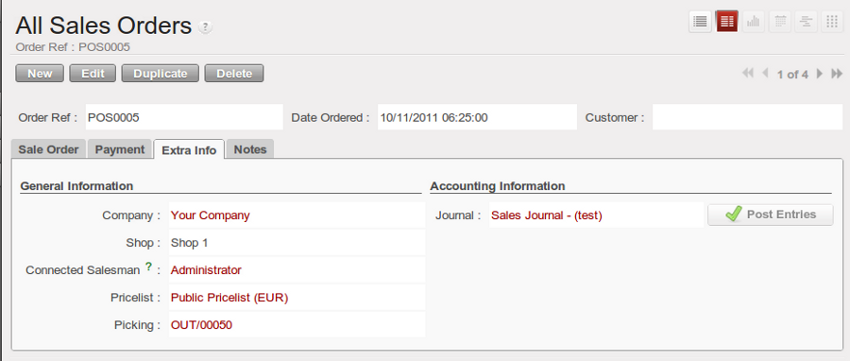 All Sales Orders ?
Order Ref : POS0005
New Edit Duplicate Delete 1 of 4
Order Ref : POS0005 Date Ordered : 10/11/2011 06:25:00 Customer :
Sale Order Payment Extra Info Notes
General Information Accounting Information
Company : Your Company Journal : Sales Journal - (test) Post Entries
Shop : Shop 1
Connected Salesman ? : Administrator
Pricelist : Public Pricelist (EUR)
Picking : OUT/00050